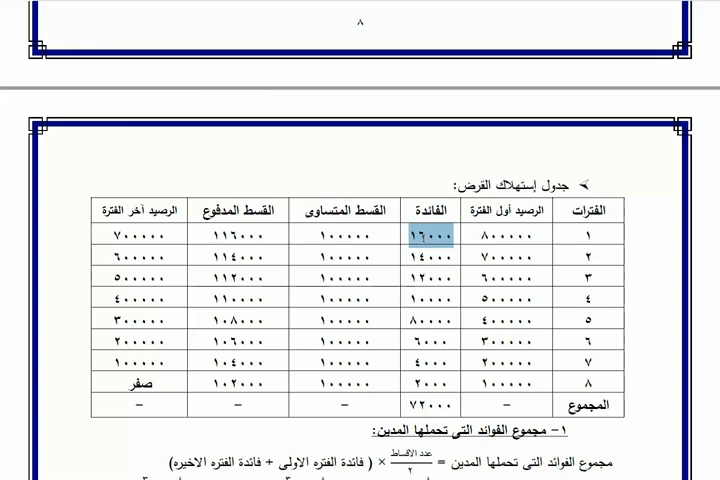 ٨
➢ جدول إستهلاك القرض:
الفترات الرصيد أول الفترة الفائدة القسط المتساوى القسط المدفوع الرصيد آخر الفترة
١ ٨٠٠٠٠٠ ١٦٠٠٠ ١٠٠٠٠٠ ١١٦٠٠٠ ٧٠٠٠٠٠
٢ ٧٠٠٠٠٠ ١٤٠٠٠ ١٠٠٠٠٠ ١١٤٠٠٠ ٦٠٠٠٠٠
٣ ٦٠٠٠٠٠ ١٢٠٠٠ ١٠٠٠٠٠ ١١٢٠٠٠ ٥٠٠٠٠٠
٤ ٥٠٠٠٠٠ ١٠٠٠٠ ١٠٠٠٠٠ ١١٠٠٠٠ ٤٠٠٠٠٠
٥ ٤٠٠٠٠٠ ٨٠٠٠٠ ١٠٠٠٠٠ ١٠٨٠٠٠ ٣٠٠٠٠٠
٦ ٣٠٠٠٠٠ ٦٠٠٠ ١٠٠٠٠٠ ١٠٦٠٠٠ ٢٠٠٠٠٠
٧ ٢٠٠٠٠٠ ٤٠٠٠ ١٠٠٠٠٠ ١٠٤٠٠٠ ١٠٠٠٠٠
٨ ١٠٠٠٠٠ ٢٠٠٠ ١٠٠٠٠٠ ١٠٢٠٠٠ صفر
المجموع – ٧٢٠٠٠ – – –
١- مجموع الفوائد التى تحملها المدين:
مجموع الفوائد التى تحملها المدين = عدد الاقساط / ٢ × ( فائدة الفتره الاولى + فائدة الفتره الاخيره)